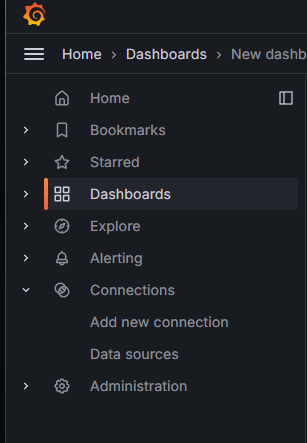 Home › Dashboards › New dashb
Home
Bookmarks
Starred
Dashboards
Explore
Alerting
Connections
Add new connection
Data sources
Administration